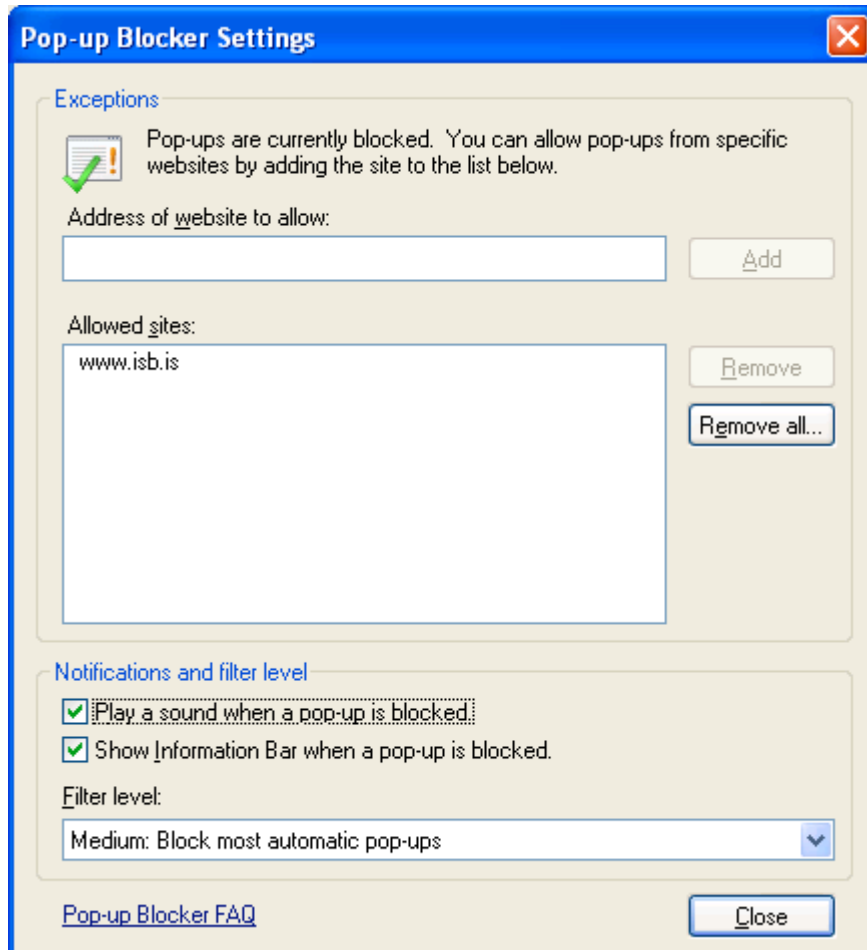 Pop-up Blocker Settings
Exceptions
Pop-ups are currently blocked. You can allow pop-ups from specific
websites by adding the site to the list below.
Address of website to allow:
Add
Allowed sites:
www.isb.is
Remove
Remove all...
Notifications and filter level
Play a sound when a pop-up is blocked.
Show Information Bar when a pop-up is blocked.
Filter level:
Medium: Block most automatic pop-ups
Pop-up Blocker FAQ
Close